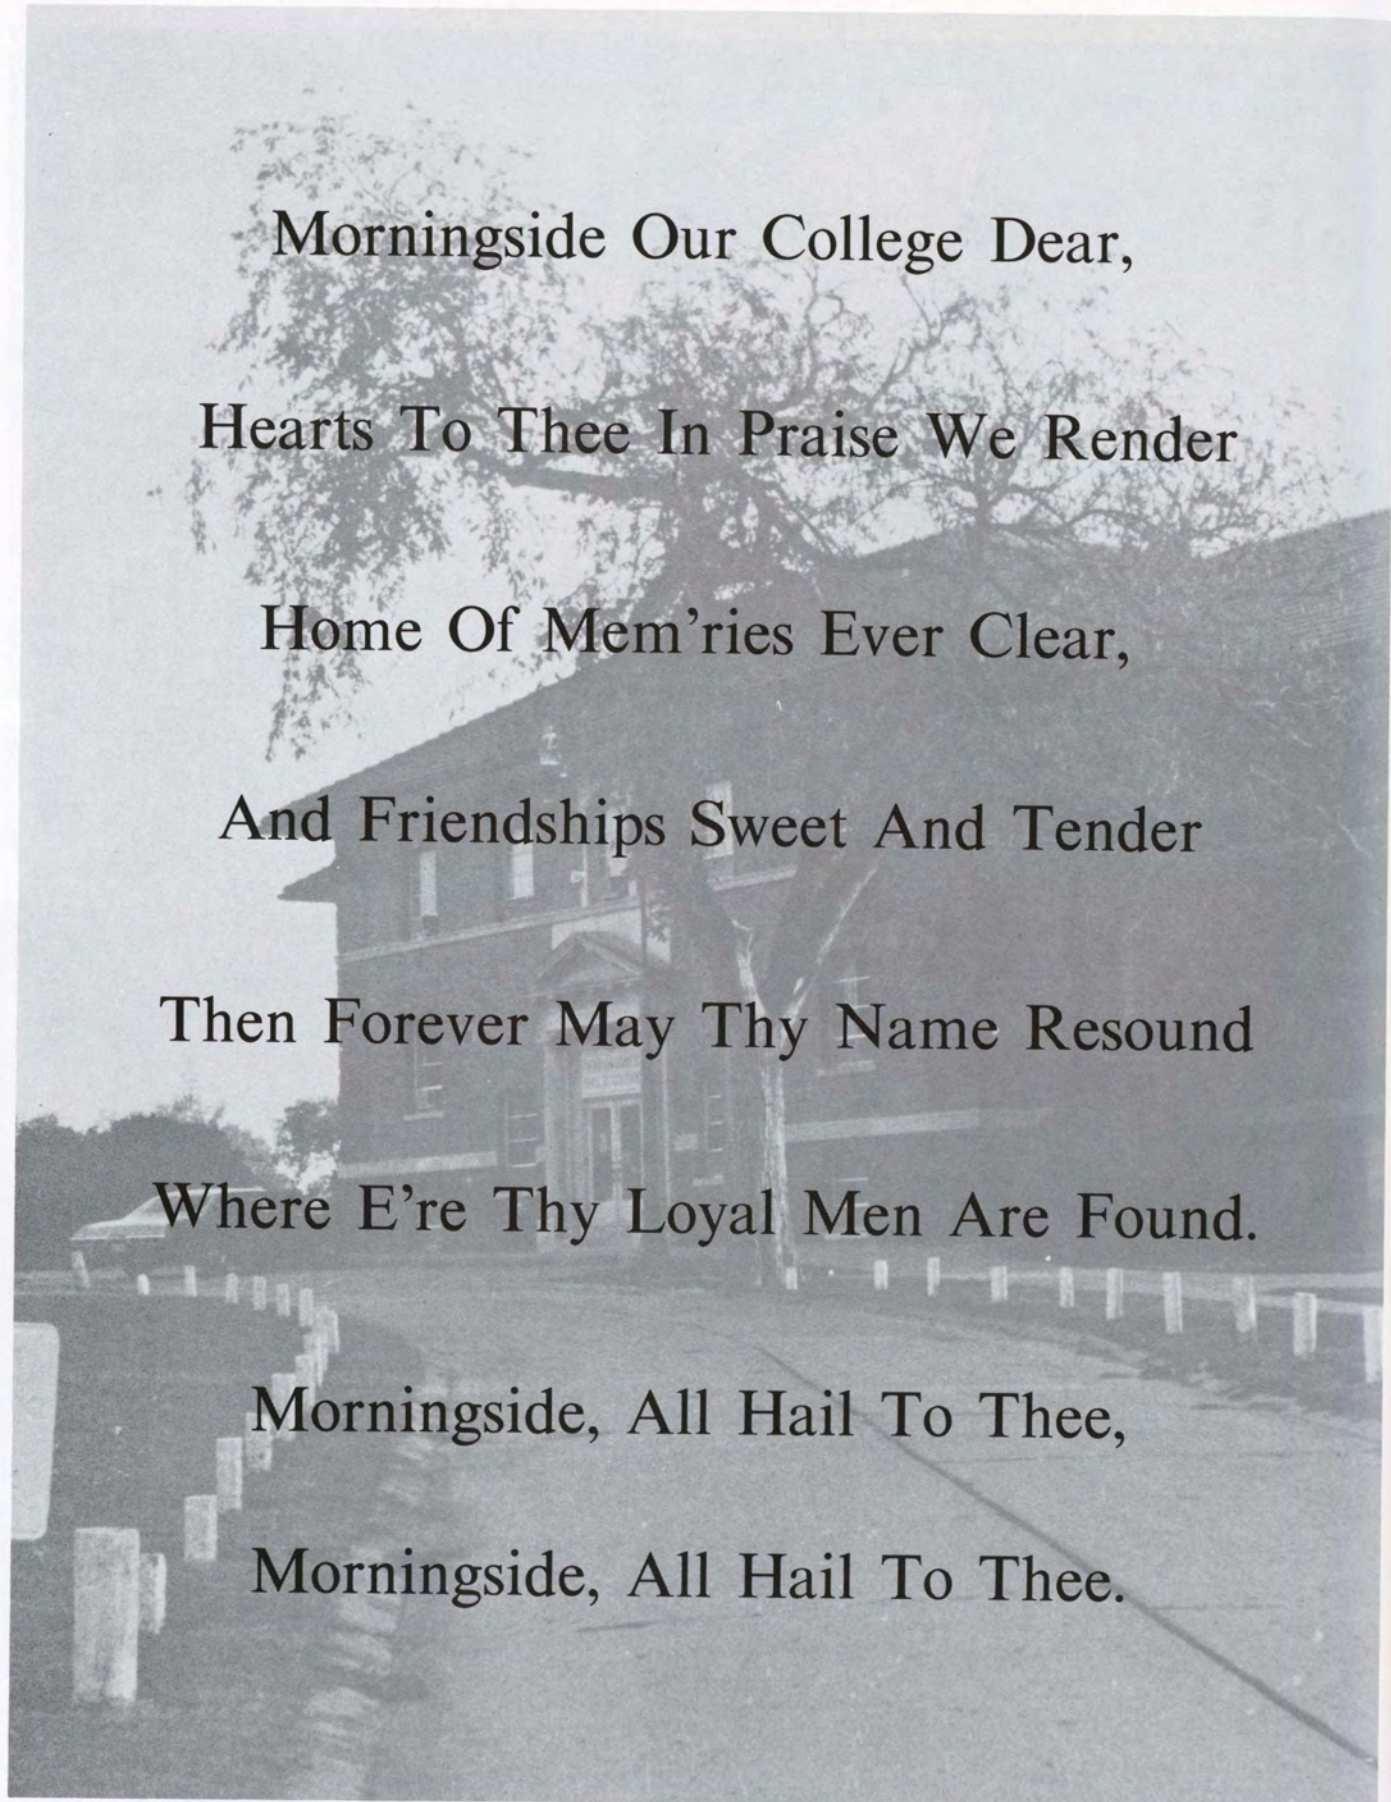 Morningside Our College Dear,
Hearts To Thee In Praise We Render
Home Of Mem'ries Ever Clear,
And Friendships Sweet And Tender
Then Forever May Thy Name Resound
Where E're Thy Loyal Men Are Found.
Morningside, All Hail To Thee,
Morningside, All Hail To Thee.